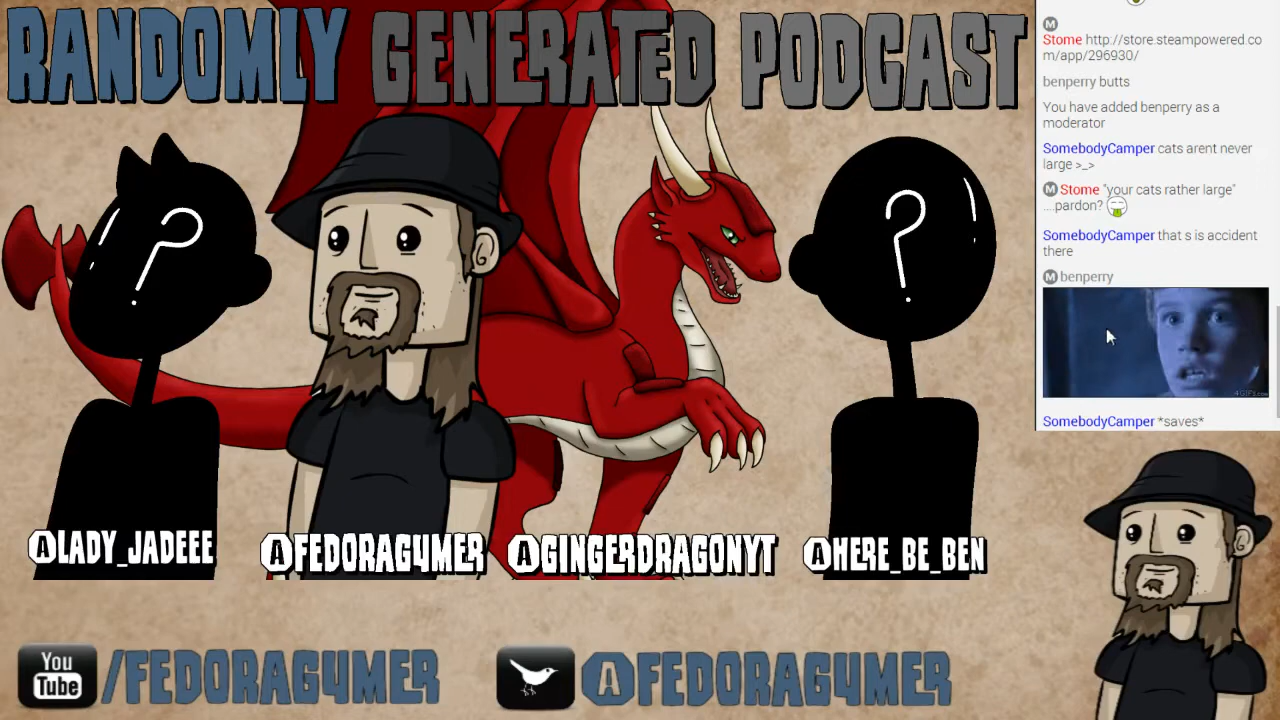 RANDOMLY GENERATED PODCAST
Stome http://store.steampowered.co
m/app/296930/
benperry butts
You have added benperry as a
moderator
SomebodyCamper cats arent never
large >_>
M Stome "your cats rather large"
....pardon?
SomebodyCamper that s is accident
there
M benperry
4GIFs.com
SomebodyCamper *saves*
@LADY_JADEEE
@FEDORAG4MER
@GINGERDRAGONYT
@HERE_BE_BEN
You
Tube
/FEDORAG4MER
@FEDORAG4MER